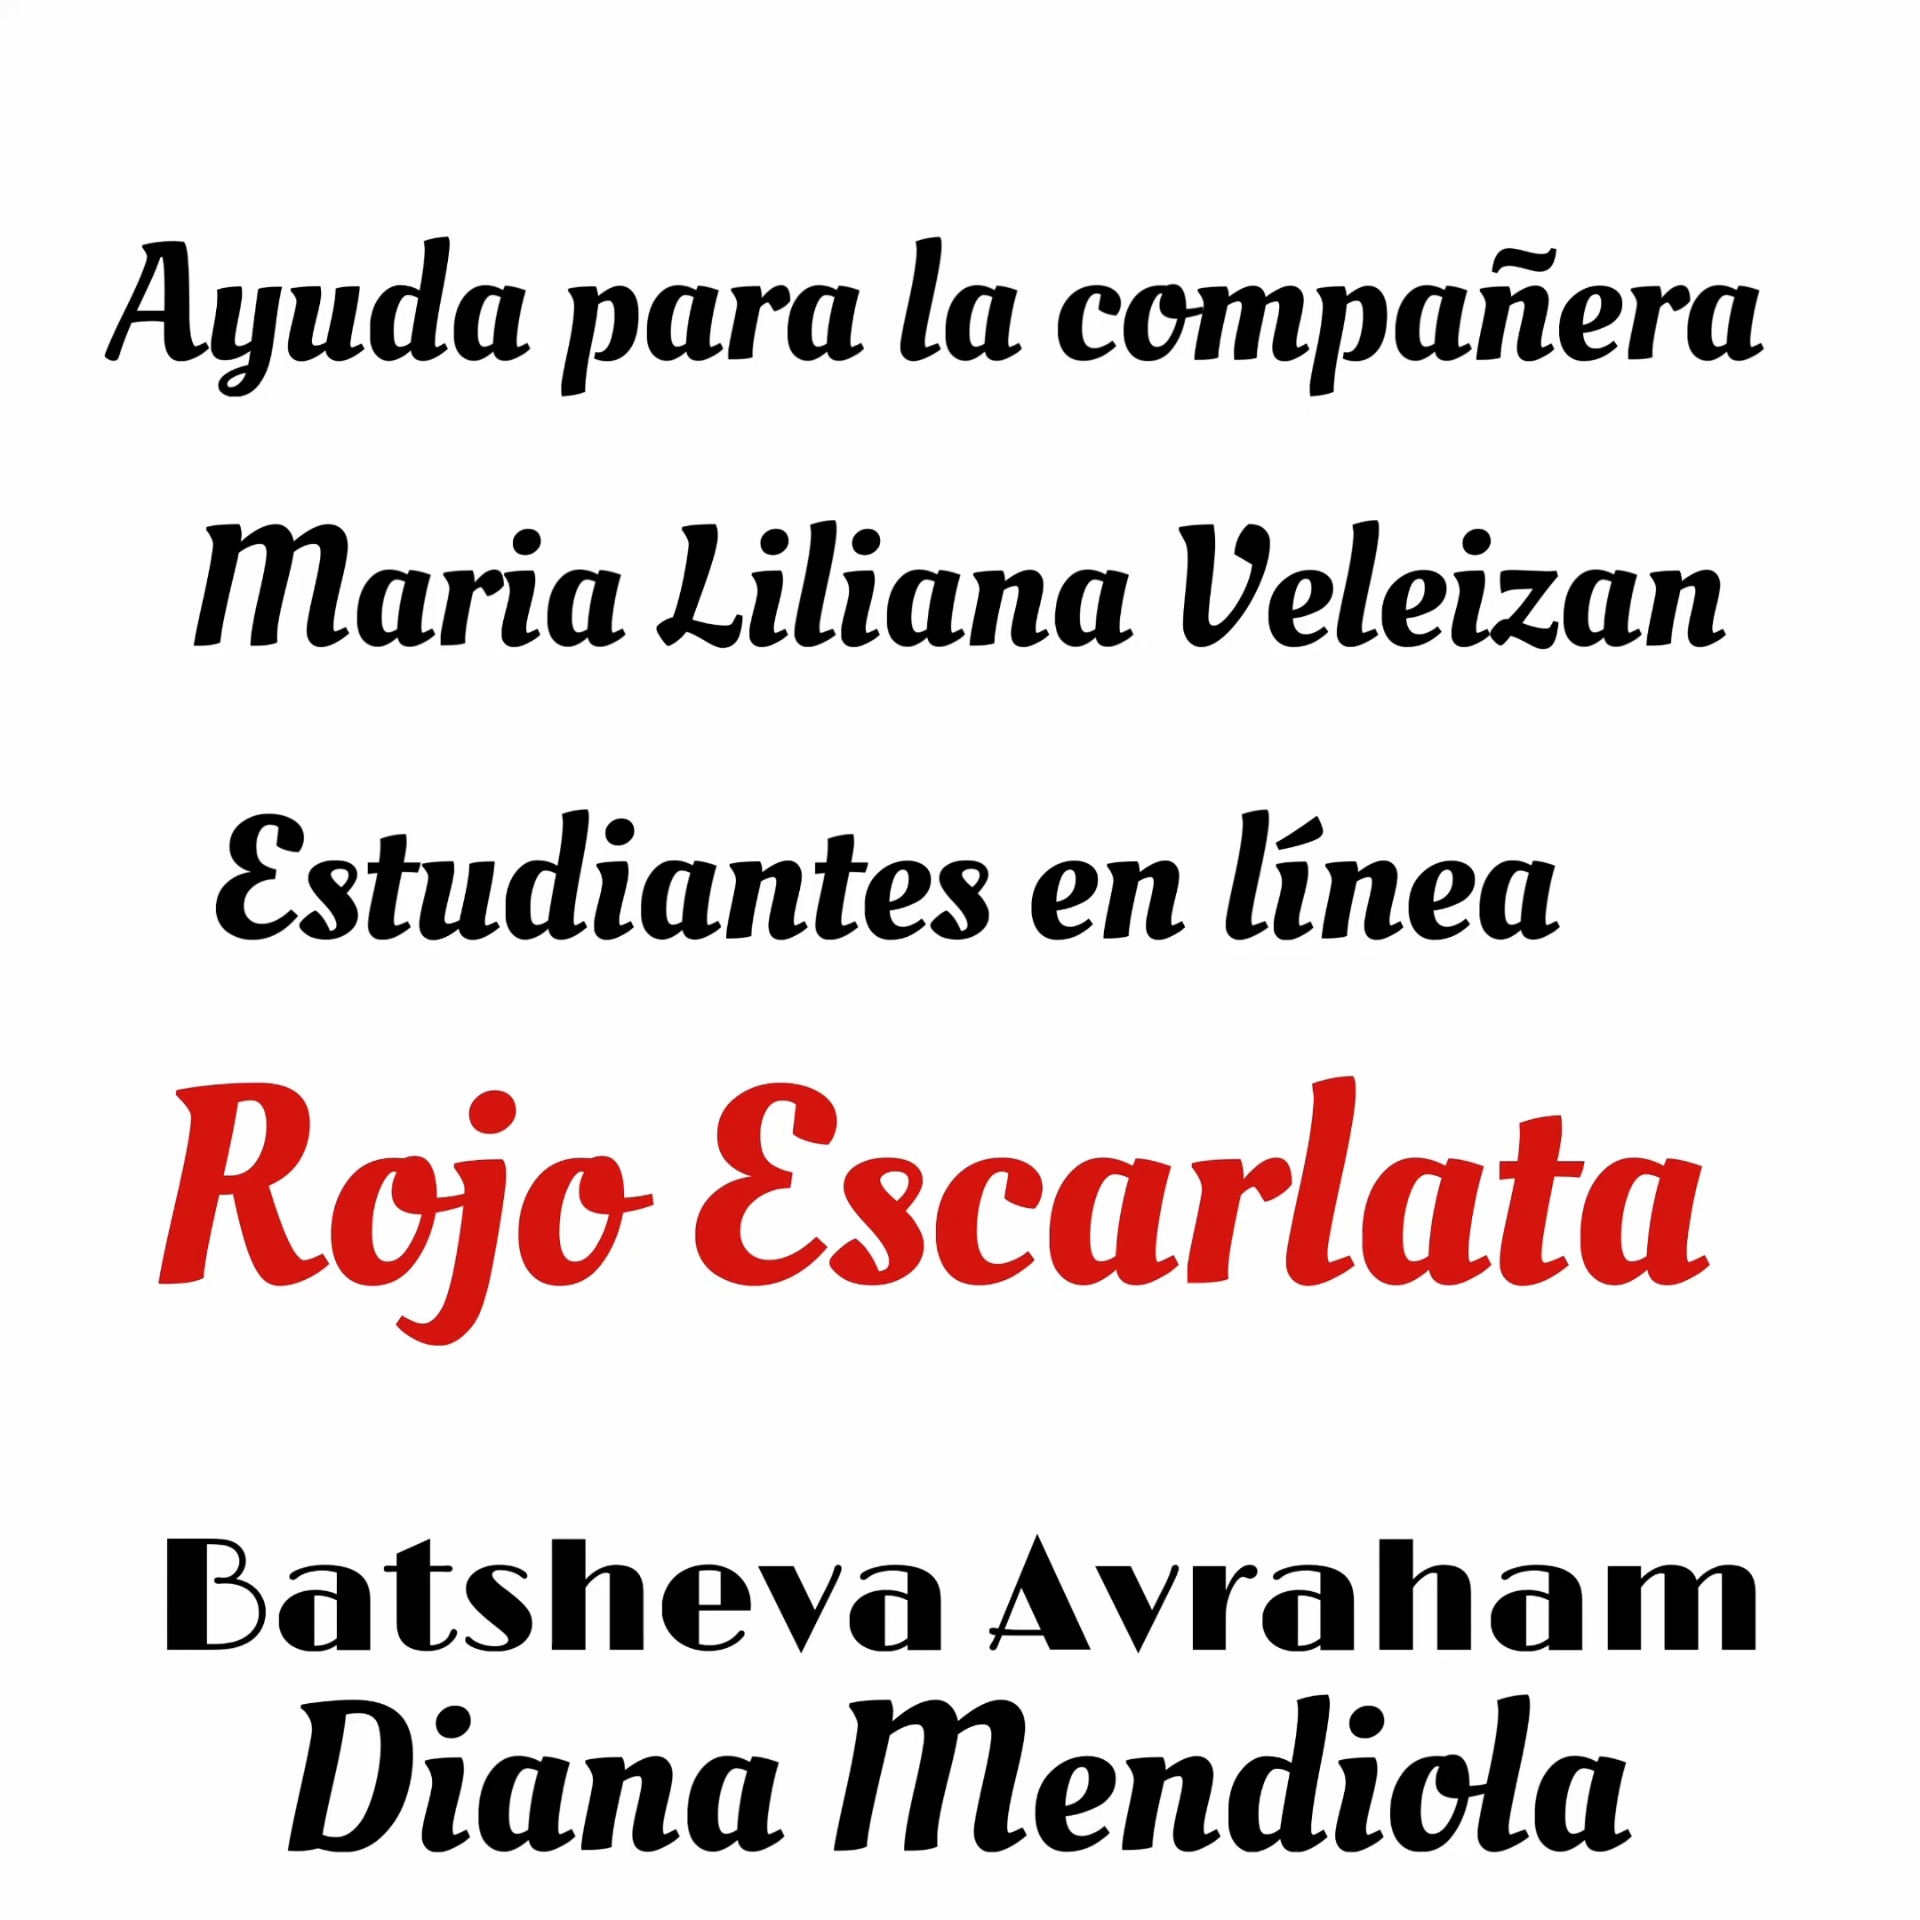 Ayuda para la compañera
Maria Liliana Veleizan
Estudiantes en línea
Rojo Escarlata
Batsheva Avraham
Diana Mendiola